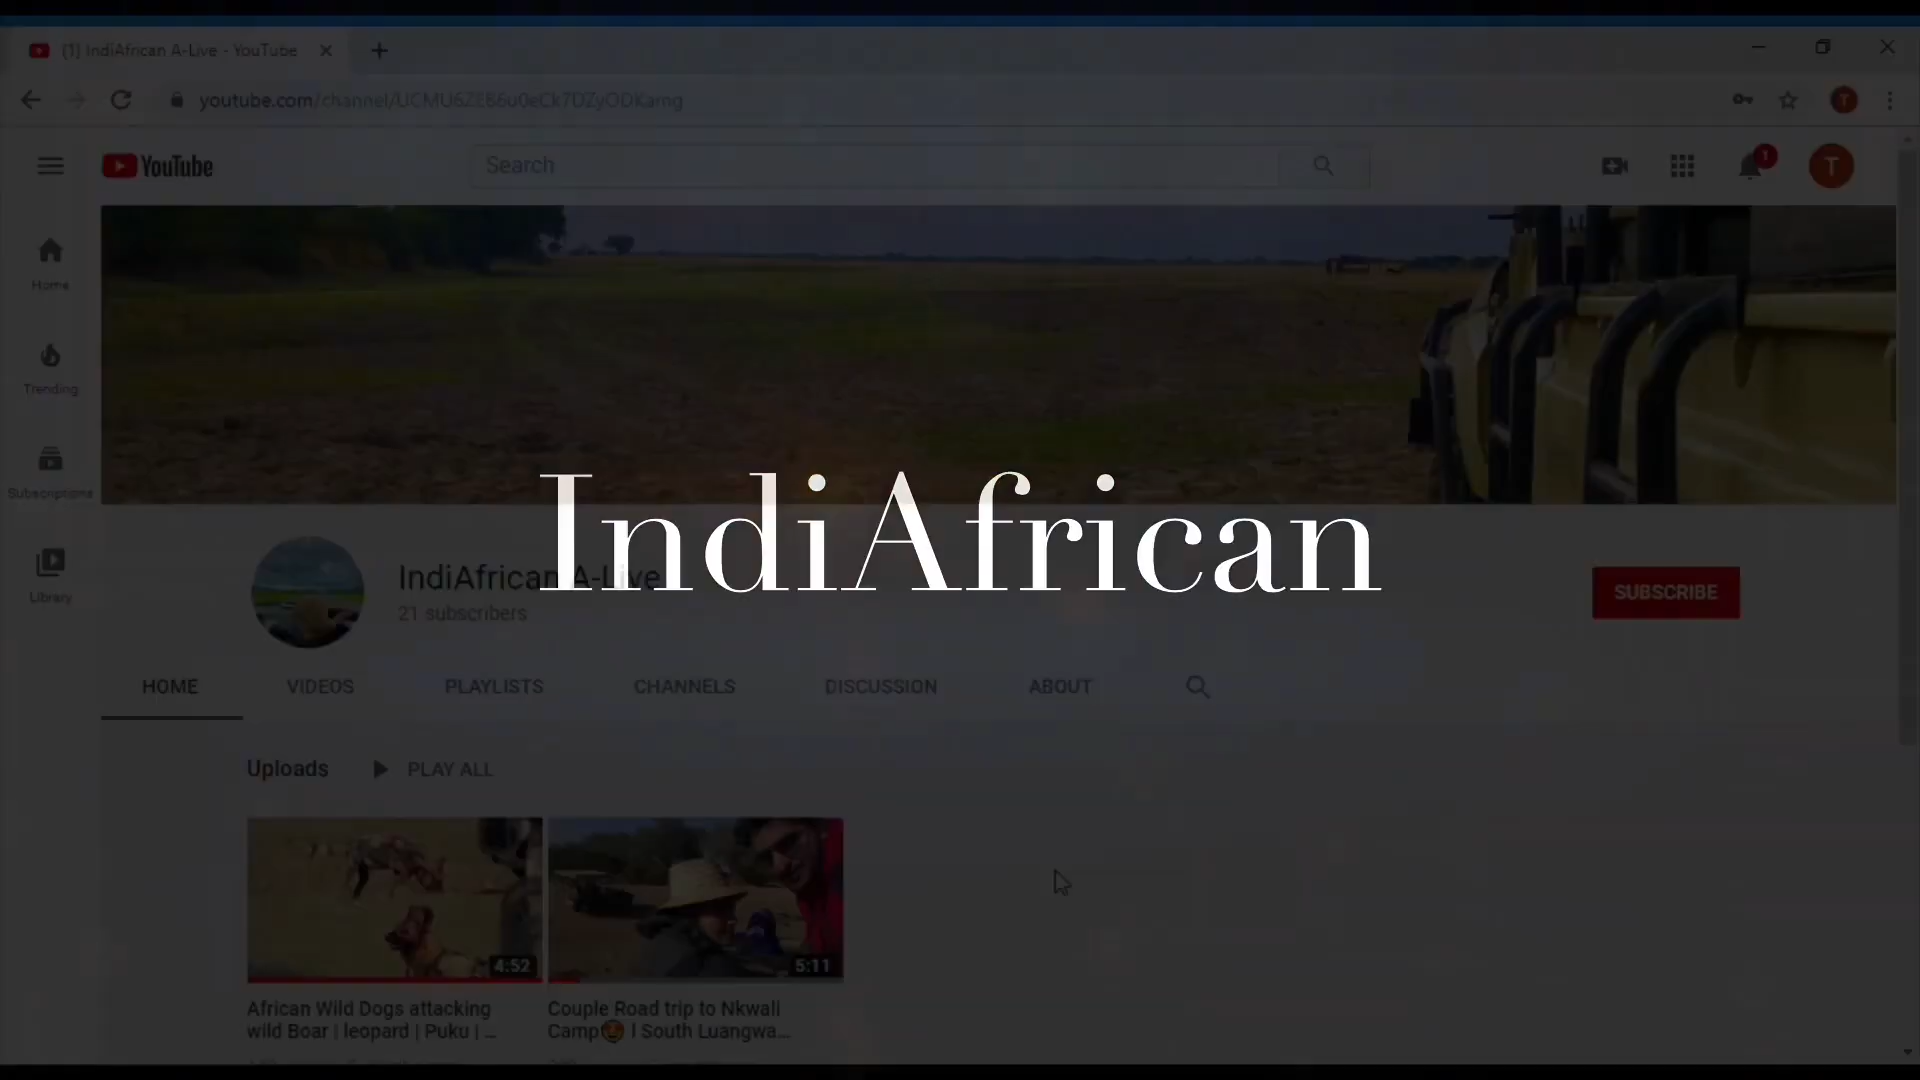 (1) IndiAfrican A-Live - YouTube
youtube.com/channel/
YouTube
Search
1
T
Home
Trending
Subscriptions
Library
IndiAfrican
IndiAfrican A-Live
21 subscribers
SUBSCRIBE
HOME VIDEOS PLAYLISTS CHANNELS DISCUSSION ABOUT
Uploads PLAY ALL
4:52
5:11
African Wild Dogs attacking
wild Boar | leopard | Puku | ...
Couple Road trip to Nkwali
Camp🦁 l South Luangwa...